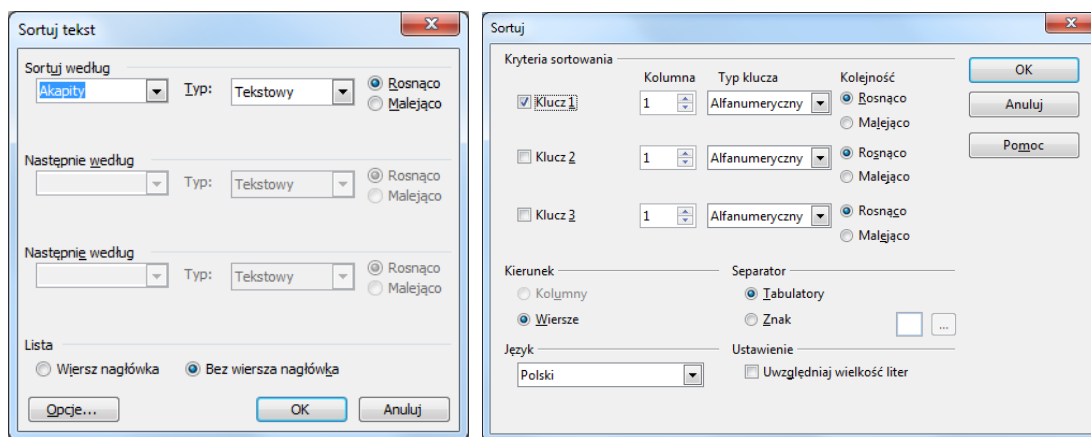 Sortuj tekst
X
Sortuj według
Akapity
Typ:
Tekstowy
Rosnąco
Malejąco
Następnie według
Typ:
Tekstowy
Rosnąco
Malejąco
Następnie według
Typ:
Tekstowy
Rosnąco
Malejąco
Lista
Wiersz nagłówka
Bez wiersza nagłówka
Opcje...
OK
Anuluj
Sortuj
X
Kryteria sortowania
Kolumna
Typ klucza
Kolejność
Klucz 1
1
Alfanumeryczny
Rosnąco
Malejąco
Klucz 2
1
Alfanumeryczny
Rosnąco
Malejąco
Klucz 3
1
Alfanumeryczny
Rosnąco
Malejąco
OK
Anuluj
Pomoc
Kierunek
Kolumny
Wiersze
Separator
Tabulatory
Znak
...
Język
Polski
Ustawienie
Uwzględniaj wielkość liter